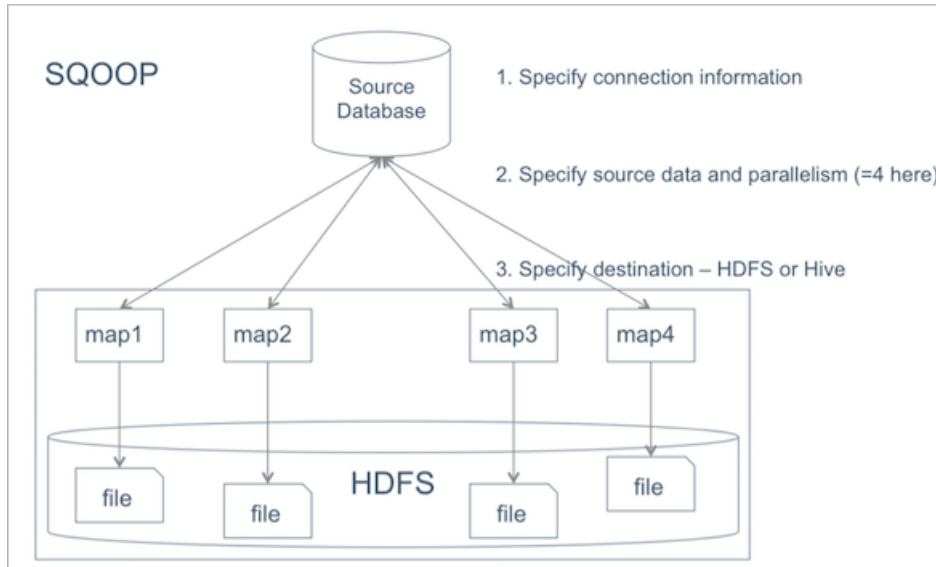 SQOOP
Source
Database
1. Specify connection information
2. Specify source data and parallelism (=4 here)
3. Specify destination – HDFS or Hive
map1
map2
map3
map4
HDFS
file
file
file
file